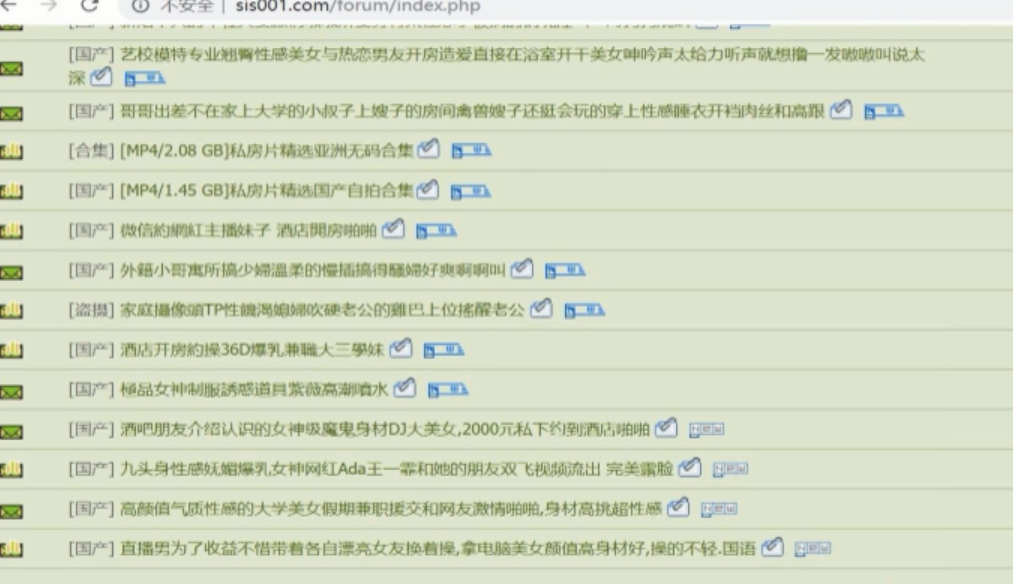 不安全 | sis001.com/forum/index.php
[国产] 艺校模特专业翘臀性感美女与热恋男友开房造爱直接在浴室开干美女呻吟声太给力听声就想撸一发嗷嗷叫说太
深
[国产] 哥哥出差不在家上大学的小叔子上嫂子的房间禽兽嫂子还挺会玩的穿上性感睡衣开裆肉丝和高跟
[合集] [MP4/2.08 GB]私房片精选亚洲无码合集
[国产] [MP4/1.45 GB]私房片精选国产自拍合集
[国产] 微信約網紅主播妹子 酒店開房啪啪
[国产] 外籍小哥寓所搞少婦溫柔的慢插搞得騷婦好爽啊啊叫
[盗摄] 家庭攝像頭TP性饑渴媳婦吹硬老公的雞巴上位搖醒老公
[国产] 酒店开房約操36D爆乳兼職大三學妹
[国产] 極品女神制服誘惑道具紫薇高潮噴水
[国产] 酒吧朋友介绍认识的女神级魔鬼身材DJ大美女,2000元私下约到酒店啪啪
[国产] 九头身性感妩媚爆乳女神网红Ada王一霏和她的朋友双飞视频流出 完美露脸
[国产] 高颜值气质性感的大学美女假期兼职援交和网友激情啪啪,身材高挑超性感
[国产] 直播男为了收益不惜带着各自漂亮女友换着操,拿电脑美女颜值高身材好,操的不轻.国语